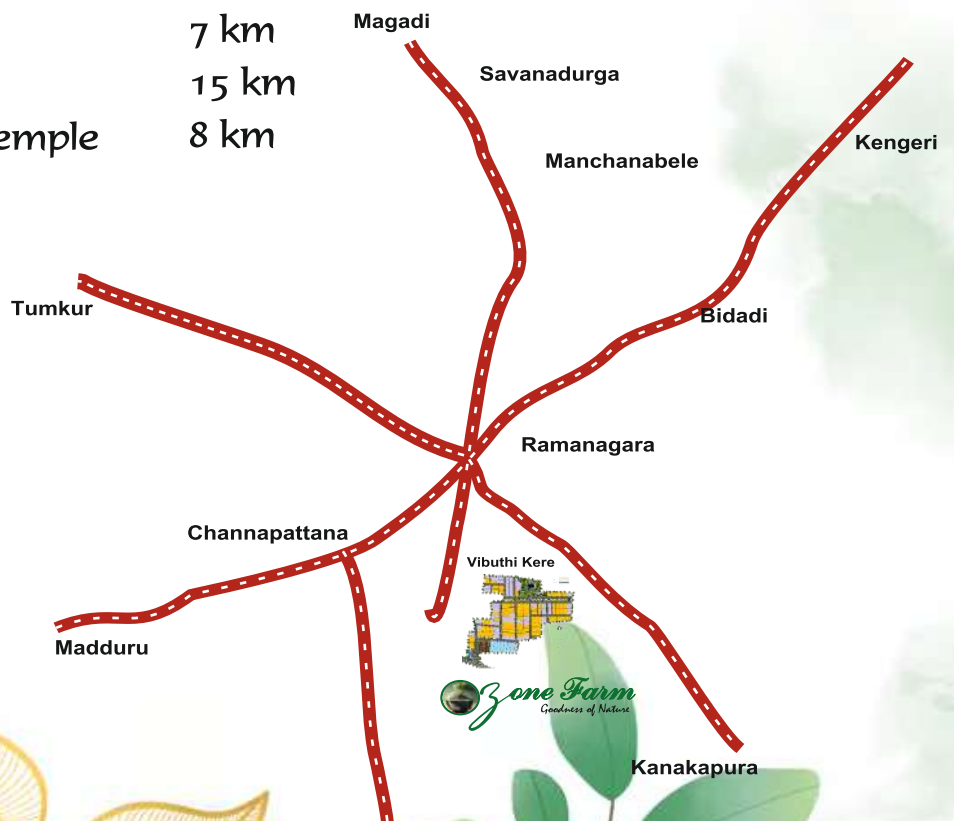 7 km
Magadi
15 km
Savanadurga
emple 8 km
Manchanabele
Kengeri
Tumkur
Bidadi
Ramanagara
Channapattana
Vibuthi Kere
Madduru
Ozone Farm
Goodness of Nature
Kanakapura